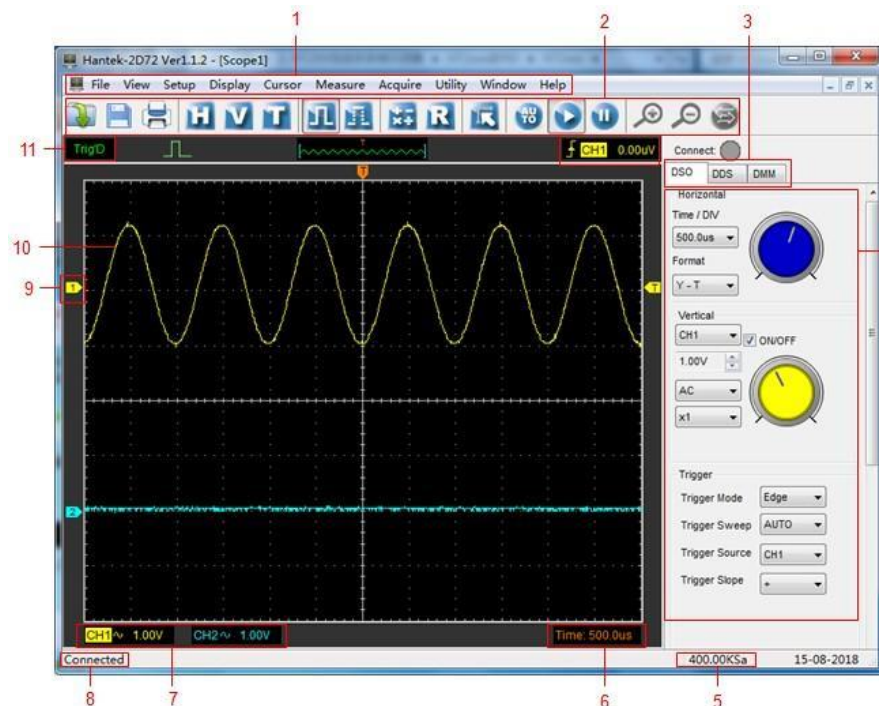 1
2
3
Hantek-2D72 Ver1.1.2 - [Scope1]
File View Setup Display Cursor Measure Acquire Utility Window Help
H V T R AUTO
11
Trig'D
T
CH1 0.00uV
Connect:
T
DSO DDS DMM
Horizontal
Time / DIV
500.0us
Format
Y - T
10
9
1
T
Vertical
CH1
ON/OFF
1.00V
AC
x1
Trigger
Trigger Mode Edge
Trigger Sweep AUTO
Trigger Source CH1
Trigger Slope +
2
CH1 1.00V CH2 1.00V Time: 500.0us
Connected 400.00KSa 15-08-2018
8
7
6
5